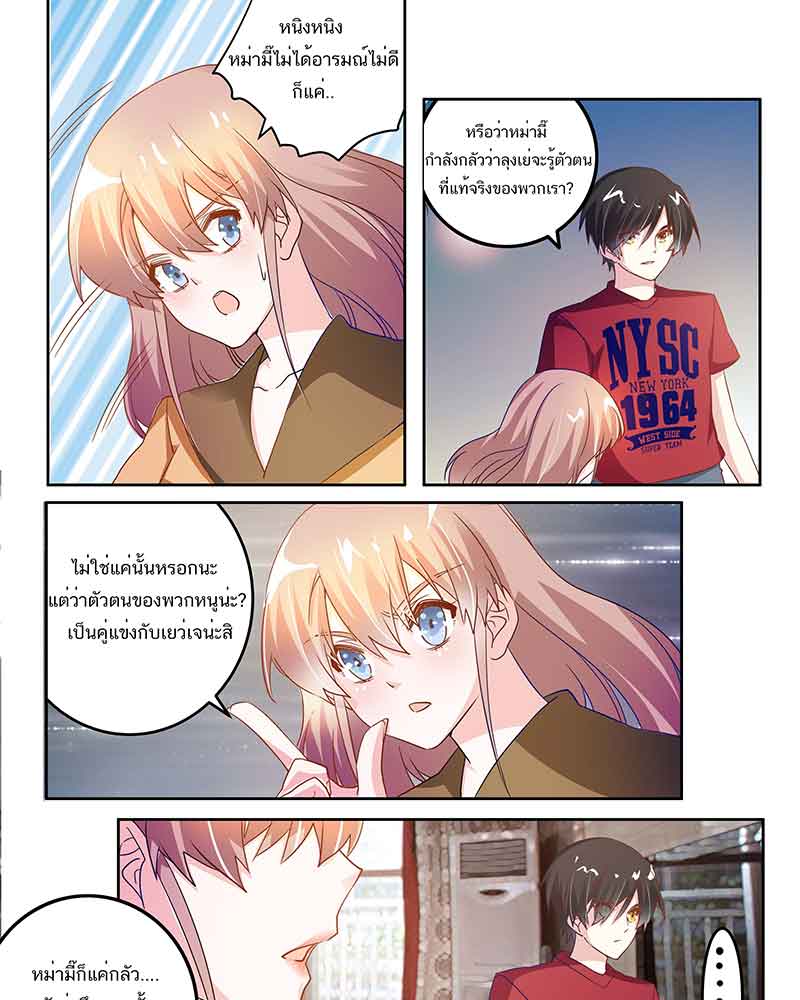 หนิงหนิง
หม่ามี๊ไม่ได้อารมณ์ไม่ดี
ก็แค่..
หรือว่าหม่ามี๊
กำลังกลัวว่าลุงเย่จะรู้ตัวตน
ที่แท้จริงของพวกเรา?
NYSC
NEW YORK
1964
WEST SIDE
SUPER TEAM
ไม่ใช่แค่นั้นหรอกนะ
แต่ว่าตัวตนของพวกหนูน่ะ?
เป็นคู่แข่งกับเยว่เจน่ะสิ
หม่ามี๊ก็แค่กลัว....